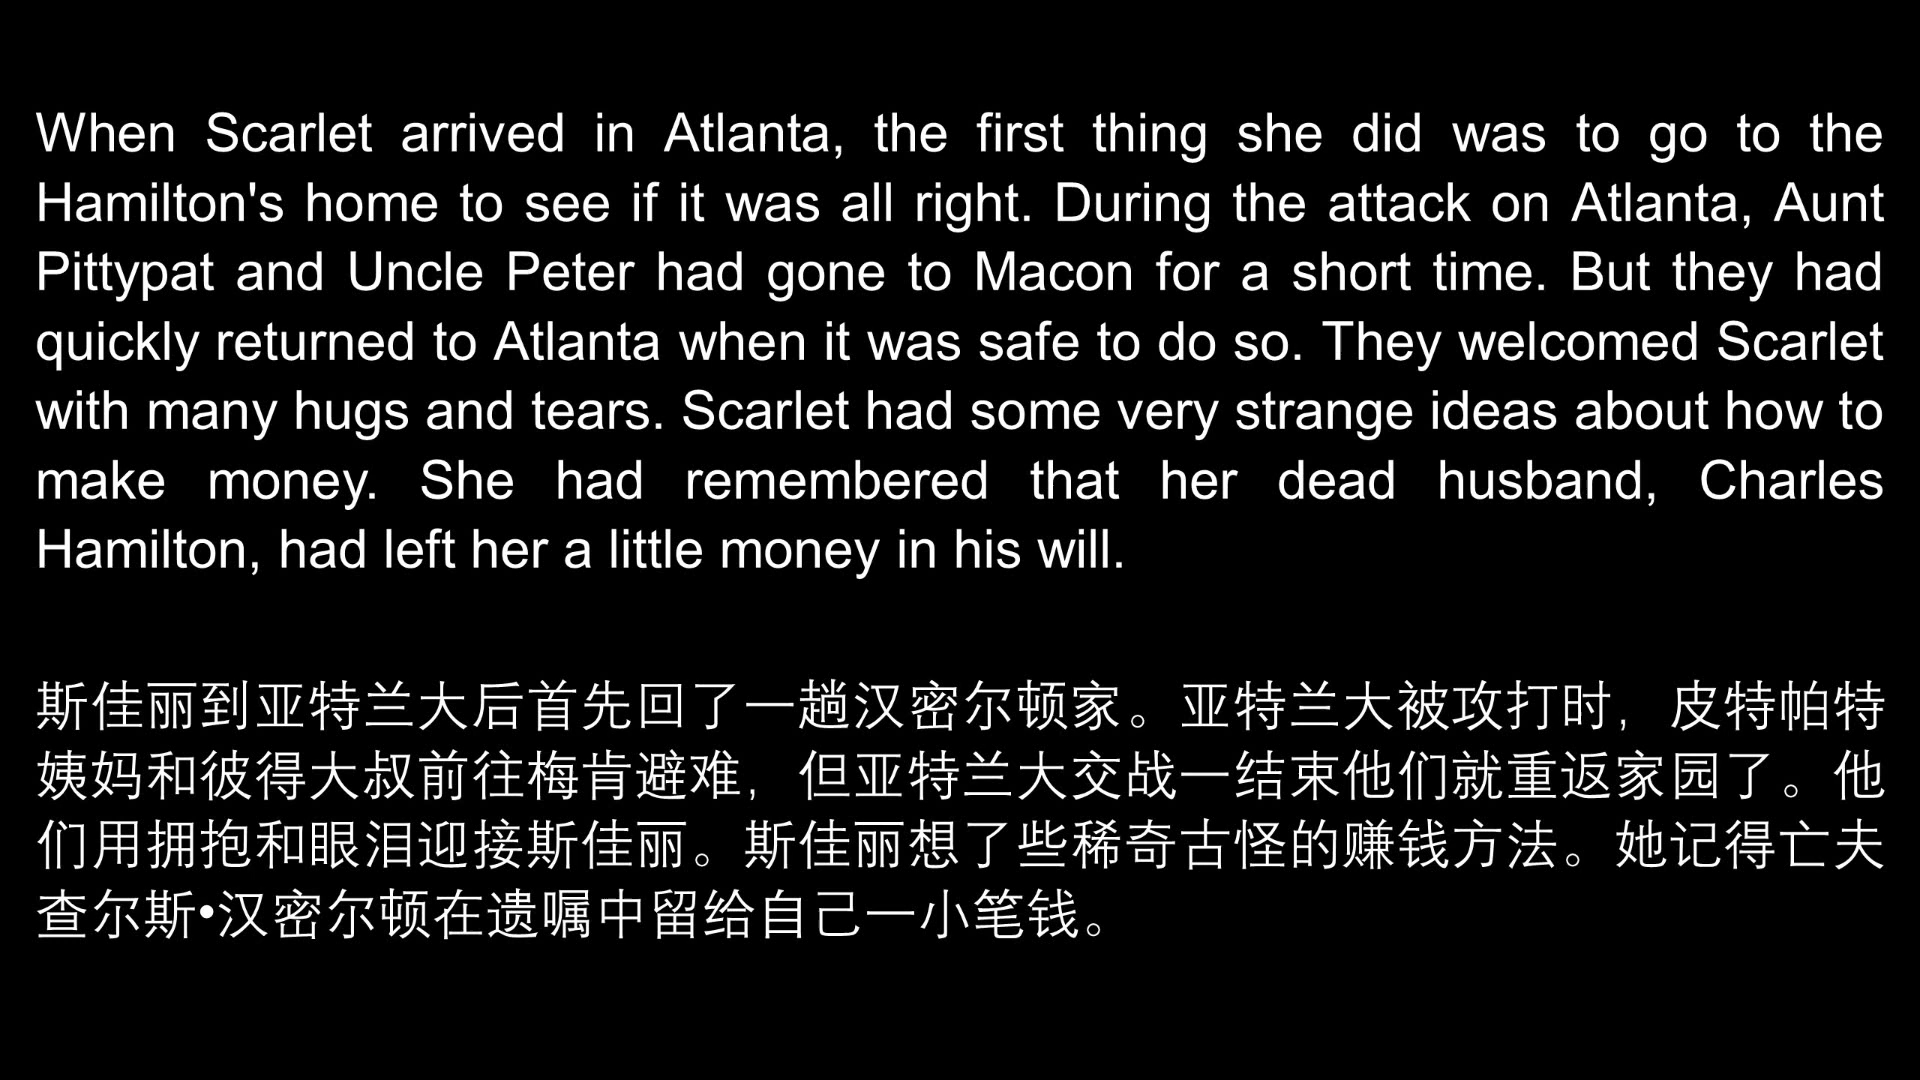 When Scarlet arrived in Atlanta, the first thing she did was to go to the
Hamilton's home to see if it was all right. During the attack on Atlanta, Aunt
Pittypat and Uncle Peter had gone to Macon for a short time. But they had
quickly returned to Atlanta when it was safe to do so. They welcomed Scarlet
with many hugs and tears. Scarlet had some very strange ideas about how to
make money. She had remembered that her dead husband, Charles
Hamilton, had left her a little money in his will.
斯佳丽到亚特兰大后首先回了一趟汉密尔顿家。亚特兰大被攻打时，皮特帕特
姨妈和彼得大叔前往梅肯避难，但亚特兰大交战一结束他们就重返家园了。他
们用拥抱和眼泪迎接斯佳丽。斯佳丽想了些稀奇古怪的赚钱方法。她记得亡夫
查尔斯•汉密尔顿在遗嘱中留给自己一小笔钱。